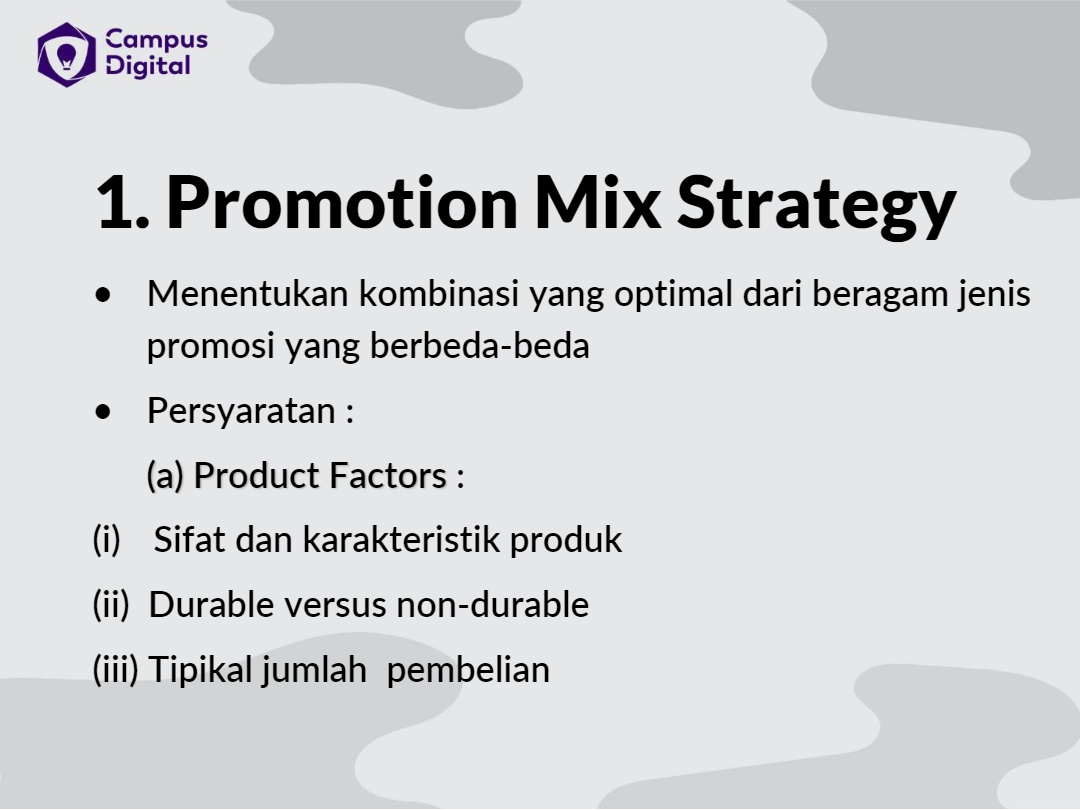 Campus
Digital
1. Promotion Mix Strategy
• Menentukan kombinasi yang optimal dari beragam jenis
promosi yang berbeda-beda
• Persyaratan :
(a) Product Factors :
(i) Sifat dan karakteristik produk
(ii) Durable versus non-durable
(iii) Tipikal jumlah pembelian